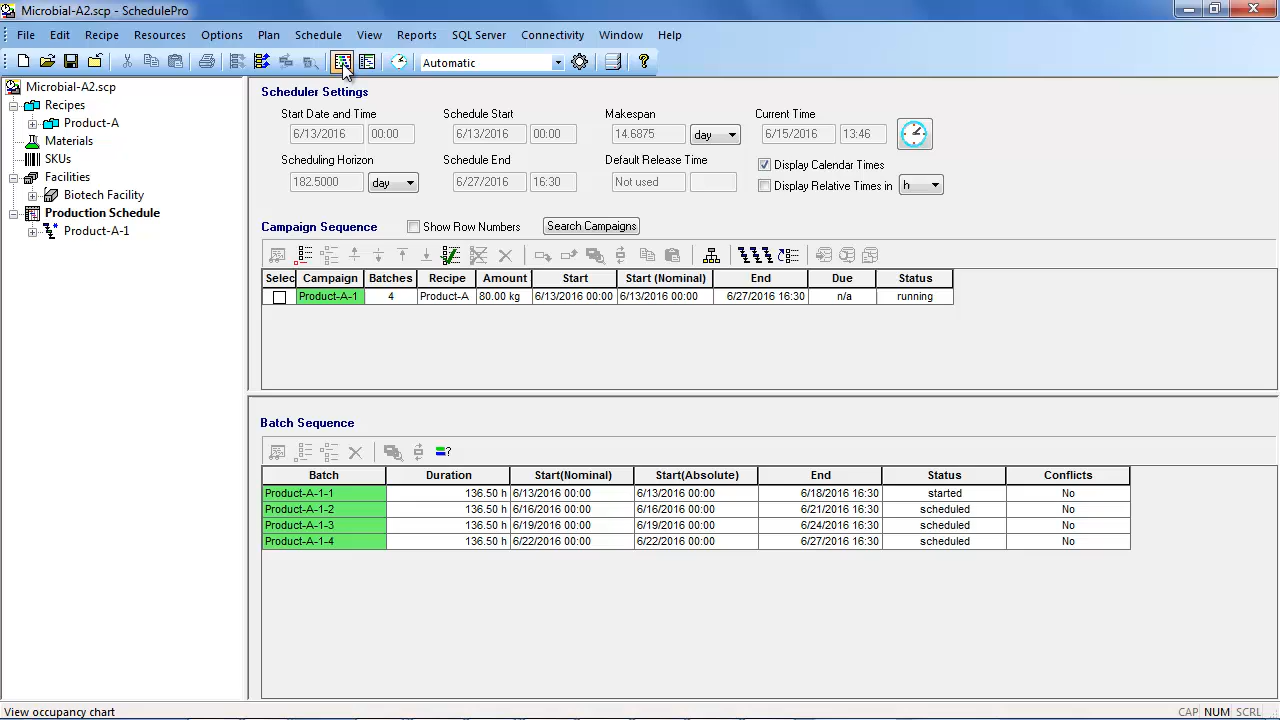 Microbial-A2.scp - SchedulePro
File Edit Recipe Resources Options Plan Schedule View Reports SQL Server Connectivity Window Help
Automatic
Microbial-A2.scp
Recipes
Product-A
Materials
SKUs
Facilities
Biotech Facility
Production Schedule
Product-A-1
Scheduler Settings
Start Date and Time Schedule Start Makespan Current Time
6/13/2016 00:00 6/13/2016 00:00 14.6875 day 6/15/2016 13:46
Scheduling Horizon Schedule End Default Release Time Display Calendar Times
182.5000 day 6/27/2016 16:30 Not used Display Relative Times in h
Campaign Sequence Show Row Numbers Search Campaigns
Selec Campaign Batches Recipe Amount Start Start (Nominal) End Due Status
Product-A-1 4 Product-A 80.00 kg 6/13/2016 00:00 6/13/2016 00:00 6/27/2016 16:30 n/a running
Batch Sequence
Batch Duration Start(Nominal) Start(Absolute) End Status Conflicts
Product-A-1-1 136.50 h 6/13/2016 00:00 6/13/2016 00:00 6/18/2016 16:30 started No
Product-A-1-2 136.50 h 6/16/2016 00:00 6/16/2016 00:00 6/21/2016 16:30 scheduled No
Product-A-1-3 136.50 h 6/19/2016 00:00 6/19/2016 00:00 6/24/2016 16:30 scheduled No
Product-A-1-4 136.50 h 6/22/2016 00:00 6/22/2016 00:00 6/27/2016 16:30 scheduled No
View occupancy chart CAP NUM SCRL